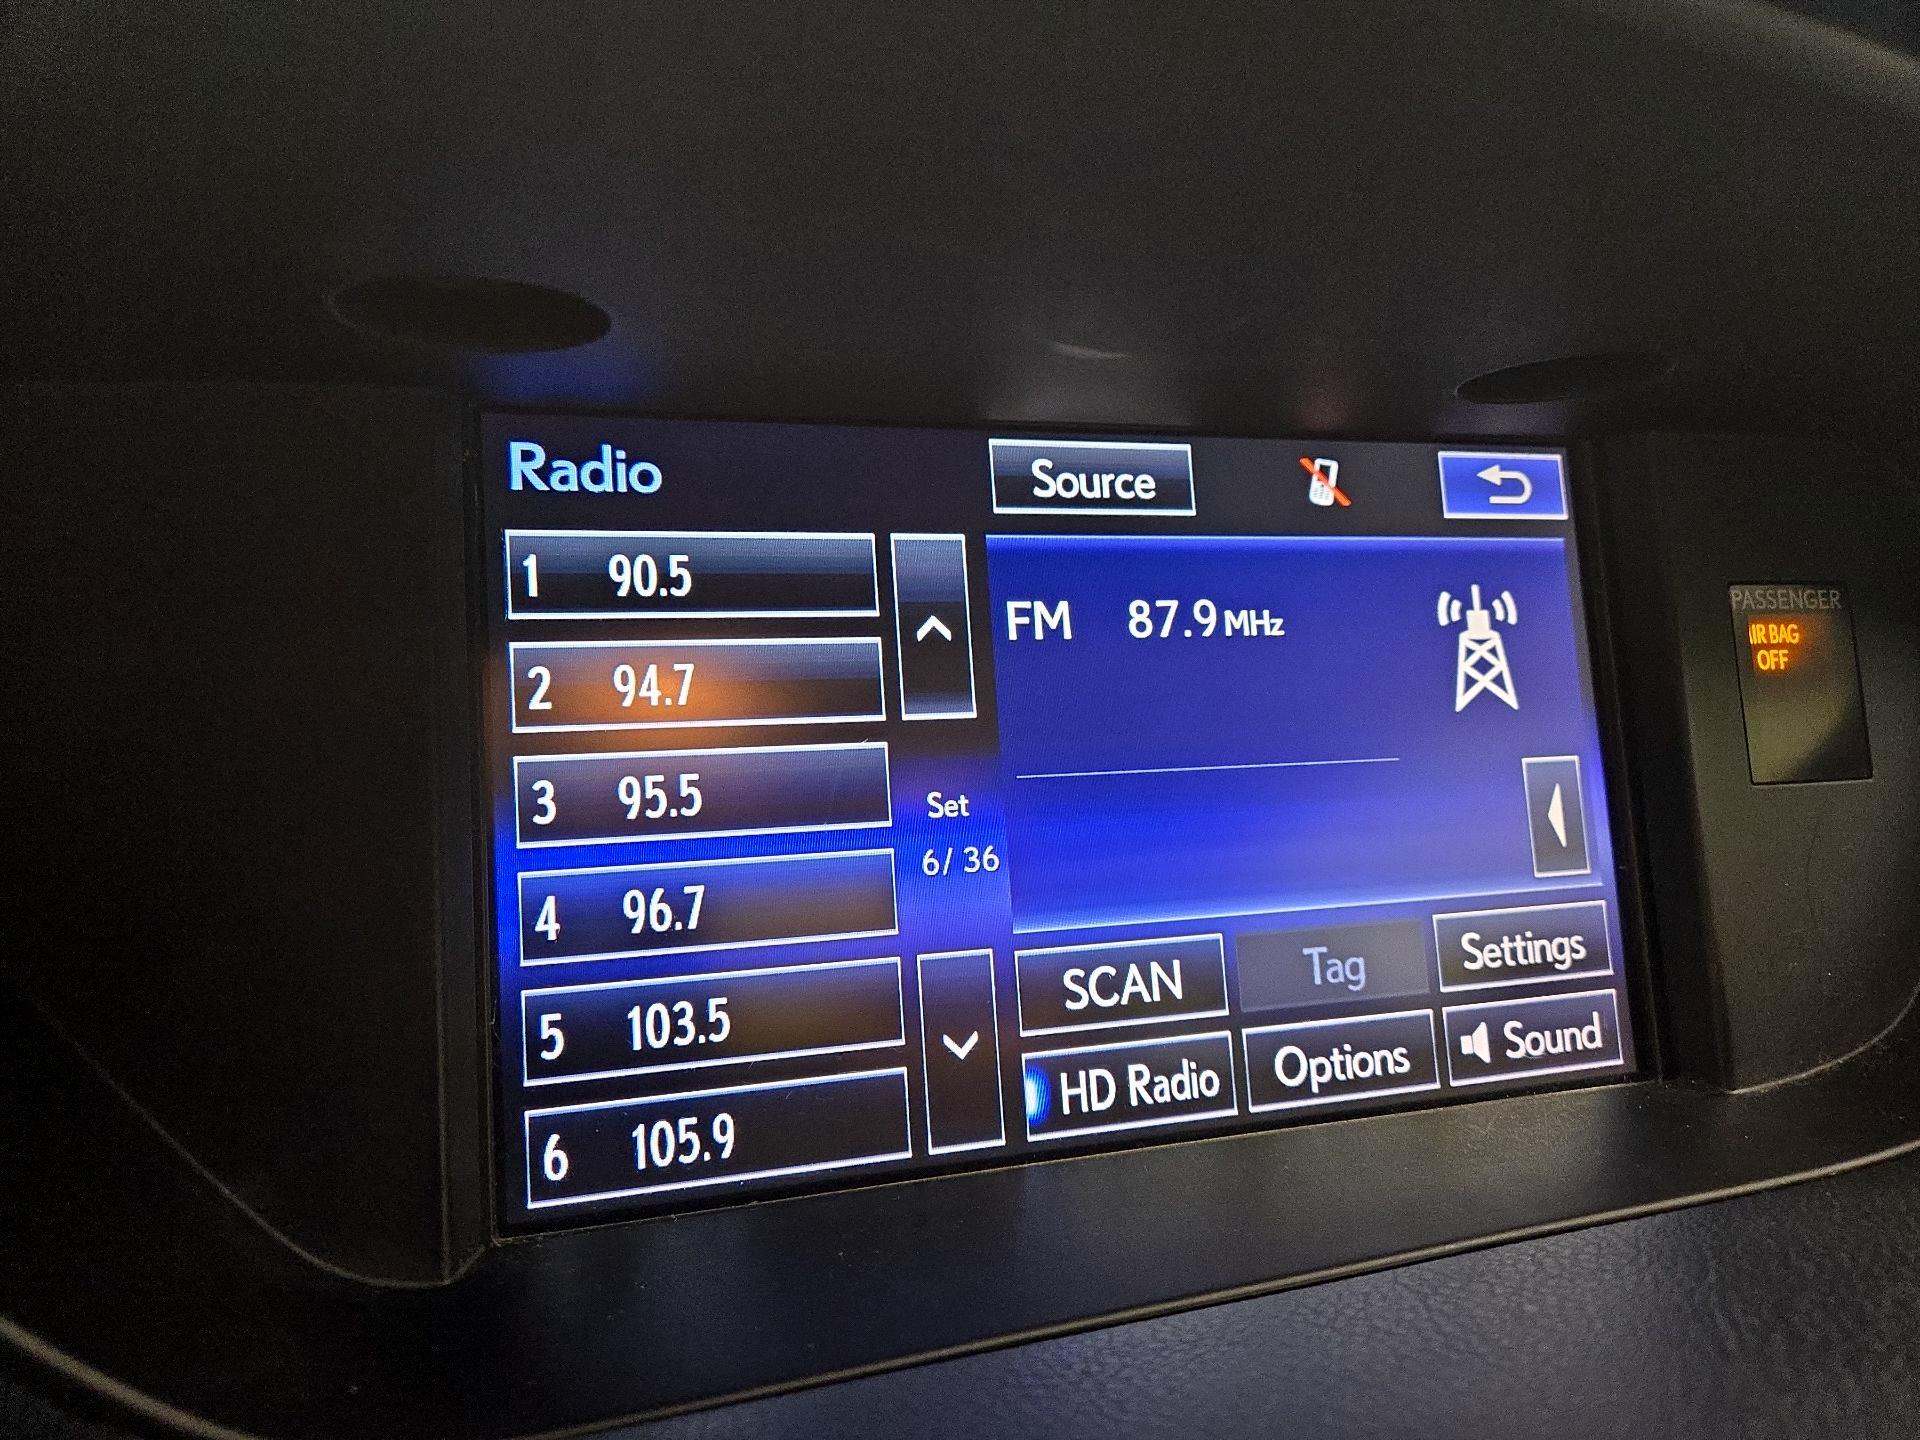 Radio
Source
1 90.5
2 94.7
3 95.5
4 96.7
5 103.5
6 105.9
Set
6/ 36
FM 87.9 MHz
SCAN
Tag
Settings
HD Radio
Options
Sound
PASSENGER
AIR BAG
OFF